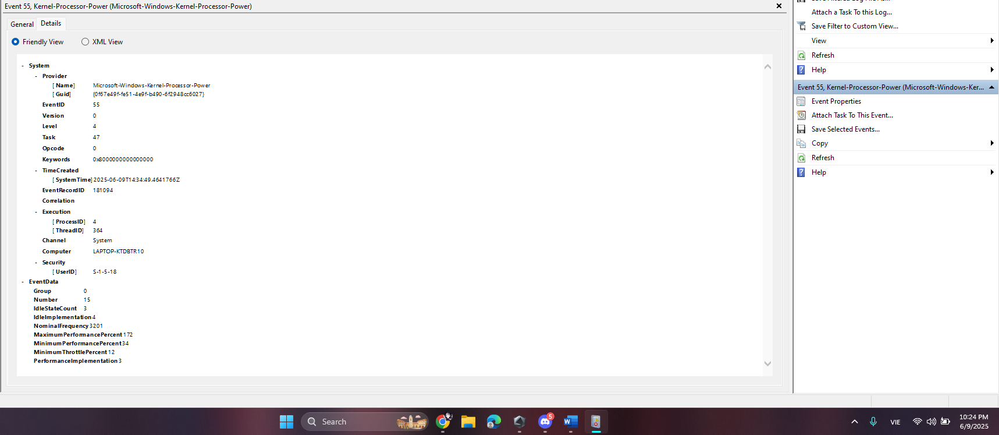 Event 55, Kernel-Processor-Power (Microsoft-Windows-Kernel-Processor-Power)
General Details
Friendly View XML View
- System
- Provider
[ Name] Microsoft-Windows-Kernel-Processor-Power
[ Guid] {0f67e49f-fe51-4e9f-b490-6f2948cc6027}
EventID 55
Version 0
Level 4
Task 47
Opcode 0
Keywords 0x8000000000000000
- TimeCreated
[ SystemTime] 2025-06-09T14:34:49.4641766Z
EventRecordID 181094
Correlation
- Execution
[ ProcessID] 4
[ ThreadID] 364
Channel System
Computer LAPTOP-KTDBTR10
- Security
[ UserID] S-1-5-18
- EventData
Group 0
Number 15
IdleStateCount 3
IdleImplementation 4
NominalFrequency 3201
MaximumPerformancePercent 172
MinimumPerformancePercent 34
MinimumThrottlePercent 12
PerformanceImplementation 3
Attach a Task To this Log...
Save Filter to Custom View...
View
Refresh
Help
Event 55, Kernel-Processor-Power (Microsoft-Windows-Ker...
Event Properties
Attach Task To This Event...
Save Selected Events...
Copy
Refresh
Help
Search
5
VIE
10:24 PM
6/9/2025